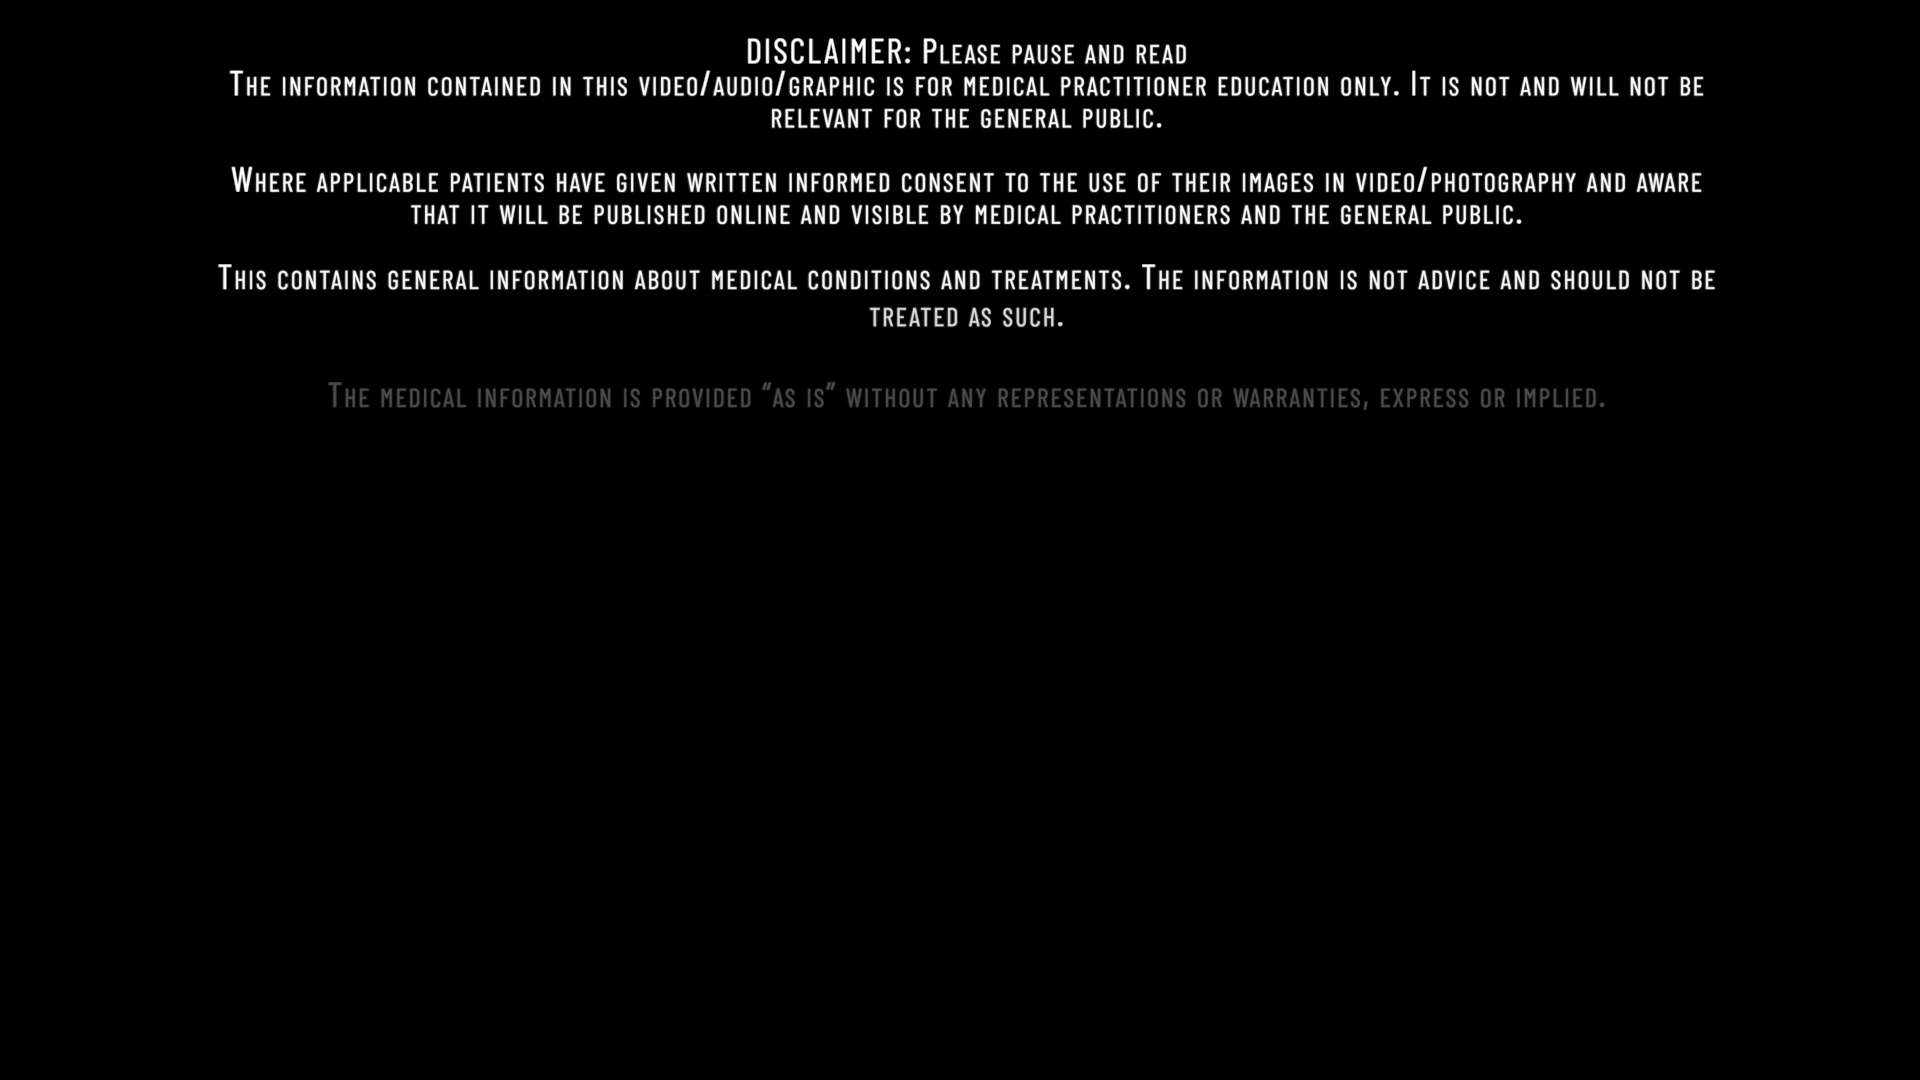 DISCLAIMER: Please pause and read
The information contained in this video/audio/graphic is for medical practitioner education only. It is not and will not be
relevant for the general public.
Where applicable patients have given written informed consent to the use of their images in video/photography and aware
that it will be published online and visible by medical practitioners and the general public.
This contains general information about medical conditions and treatments. The information is not advice and should not be
treated as such.
The medical information is provided “as is” without any representations or warranties, express or implied.